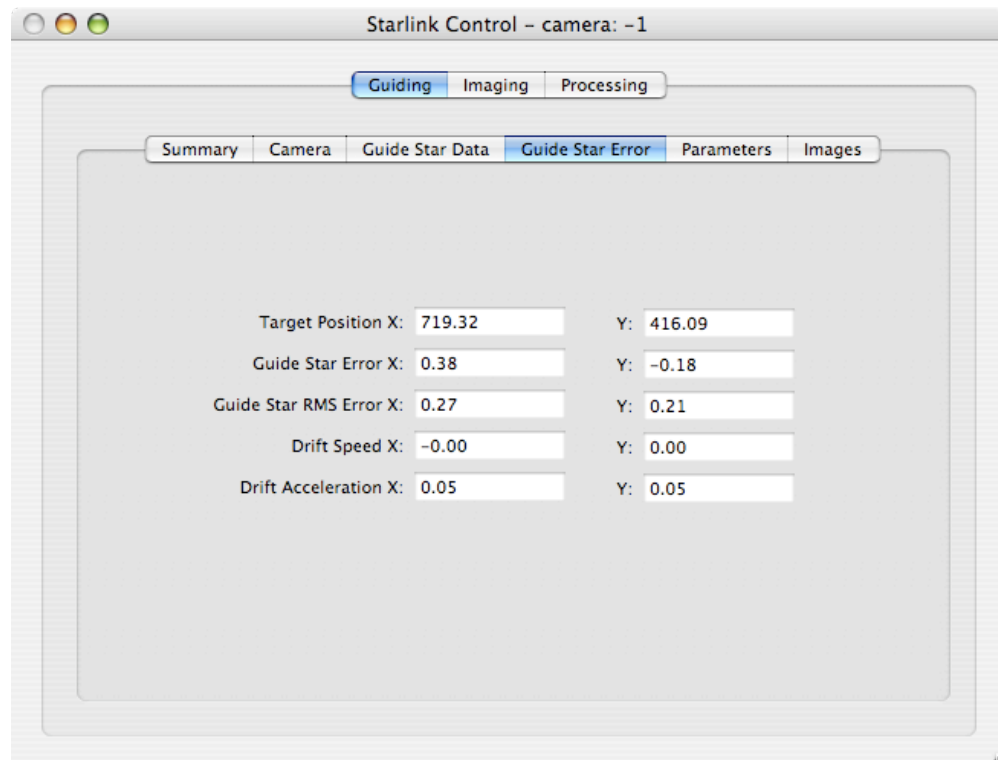 Starlink Control – camera: –1
Guiding Imaging Processing
Summary Camera Guide Star Data Guide Star Error Parameters Images
Target Position X: 719.32 Y: 416.09
Guide Star Error X: 0.38 Y: –0.18
Guide Star RMS Error X: 0.27 Y: 0.21
Drift Speed X: –0.00 Y: 0.00
Drift Acceleration X: 0.05 Y: 0.05